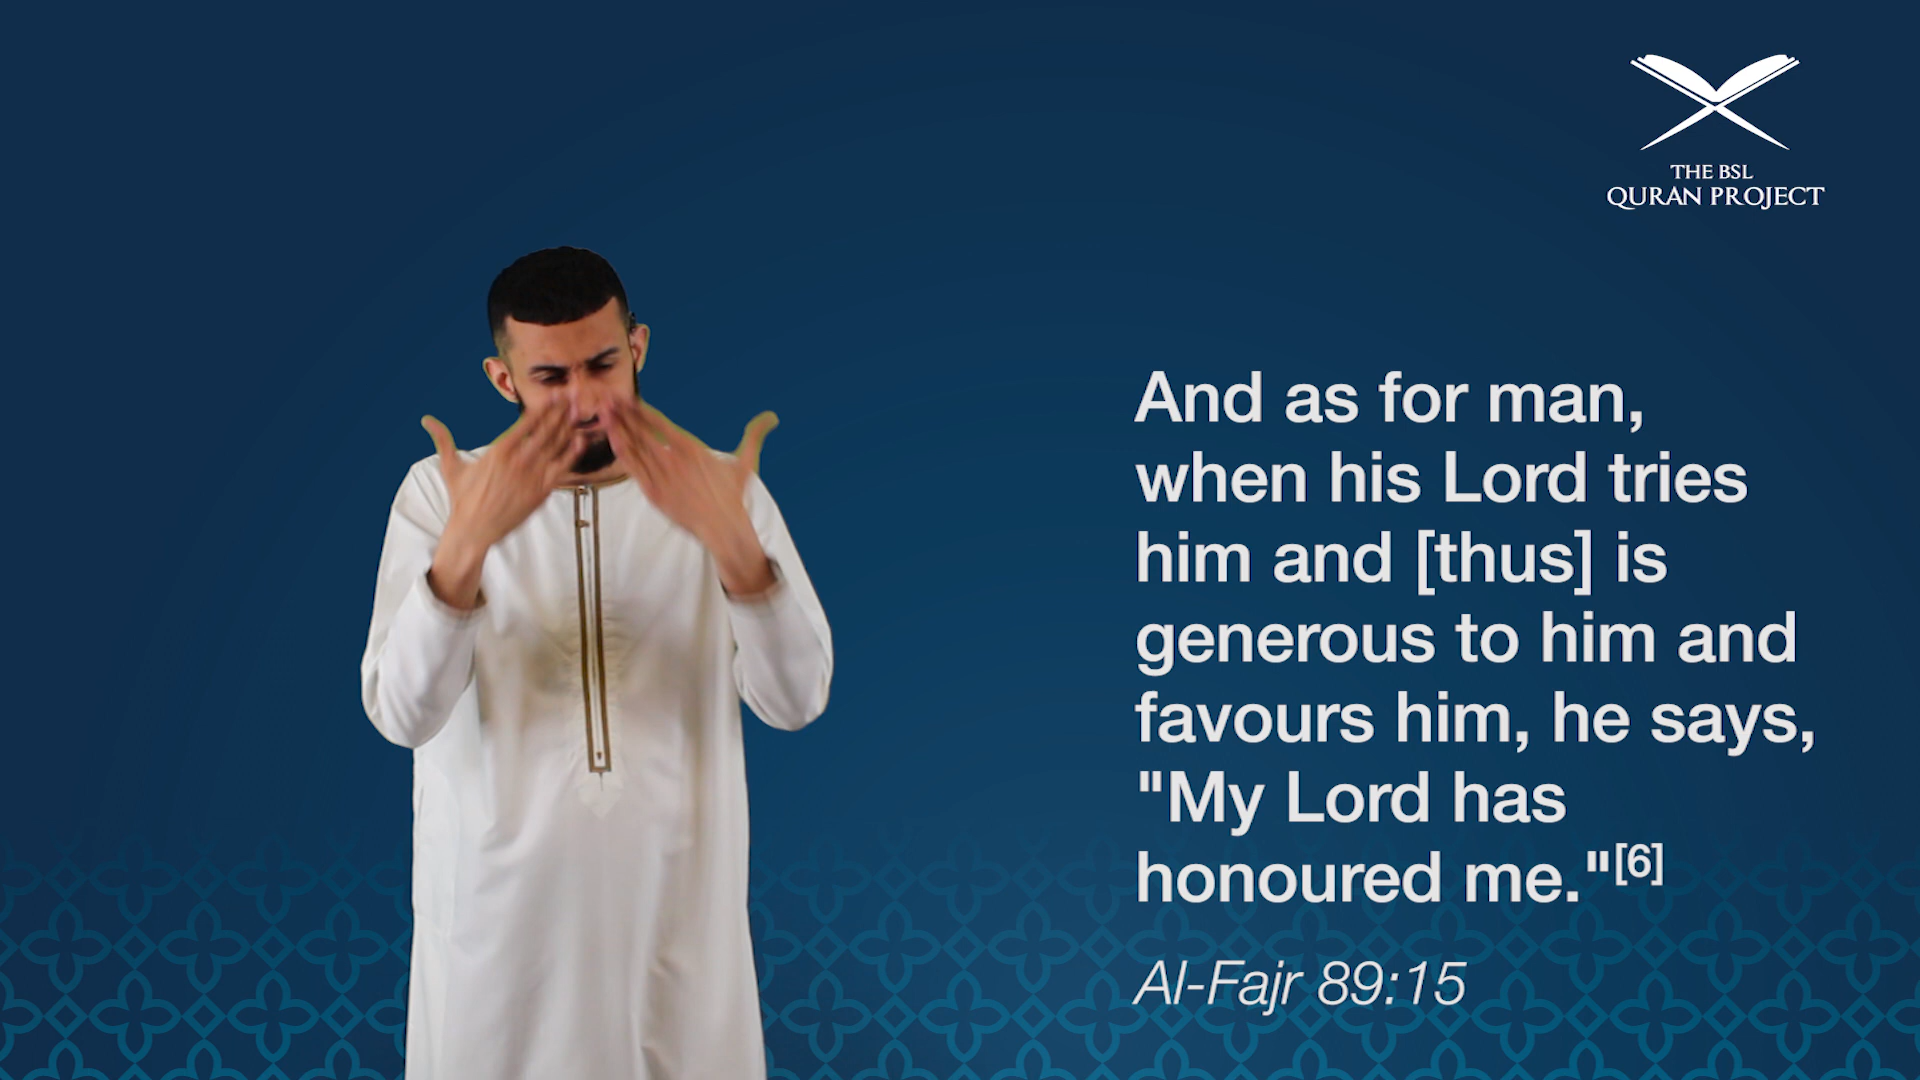 THE BSL
QURAN PROJECT
And as for man,
when his Lord tries
him and [thus] is
generous to him and
favours him, he says,
"My Lord has
honoured me."[6]
Al-Fajr 89:15